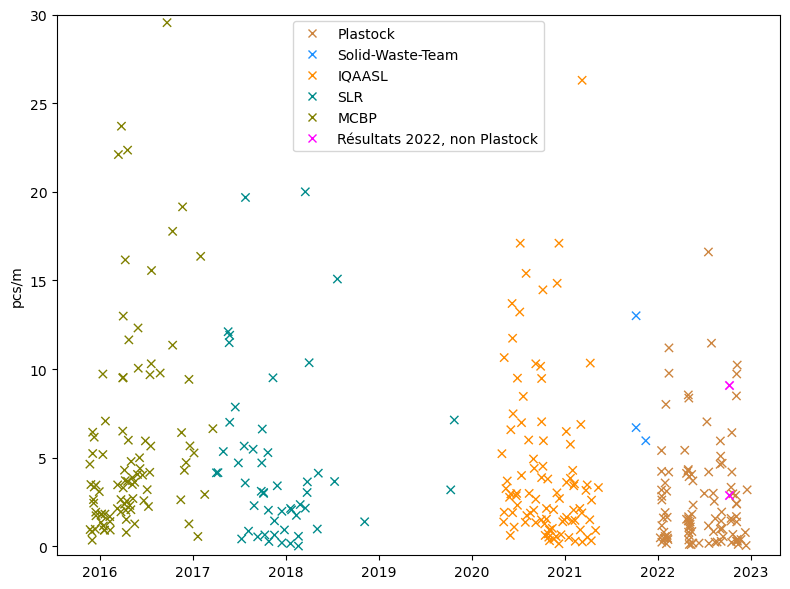 30
25
20
15
10
5
0
pcs/m
Plastock
Solid-Waste-Team
IQAASL
SLR
MCBP
Résultats 2022, non Plastock
2016 2017 2018 2019 2020 2021 2022 2023